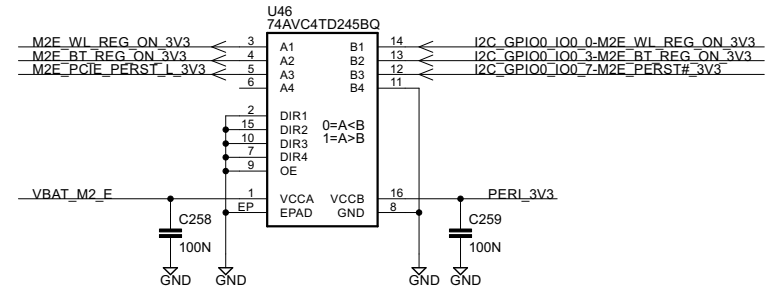 U46
74AVC4TD245BQ
M2E_WL_REG_ON_3V3 3 A1 B1 14 I2C_GPIO0_IO0_0-M2E_WL_REG_ON_3V3
M2E_BT_REG_ON_3V3 4 A2 B2 13 I2C_GPIO0_IO0_3-M2E_BT_REG_ON_3V3
M2E_PCIE_PERST_L_3V3 5 A3 B3 12 I2C_GPIO0_IO0_7-M2E_PERST#_3V3
6 A4 B4 11
2 DIR1
15 DIR2 0=A<B
10 DIR3 1=A>B
7 DIR4
9 OE
VBAT_M2_E 1 VCCA VCCB 16 PERI_3V3
EP EPAD GND 8
C258 C259
100N 100N
GND GND GND GND